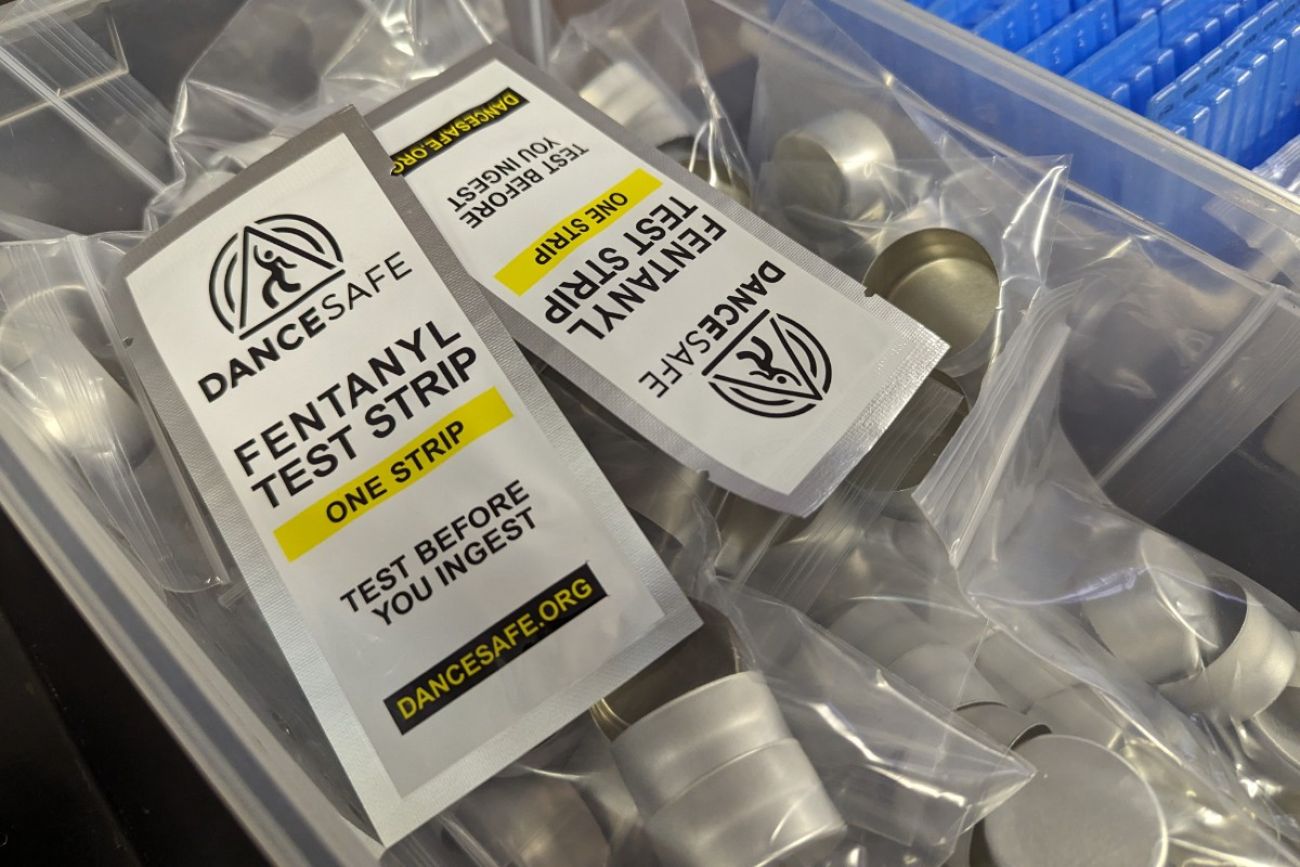 DANCESAFE
FENTANYL
TEST STRIP
ONE STRIP
TEST BEFORE
YOU INGEST
DANCESAFE.ORG
DANCESAFE
FENTANYL
TEST STRIP
ONE STRIP
TEST BEFORE
YOU INGEST
DANCESAFE.ORG